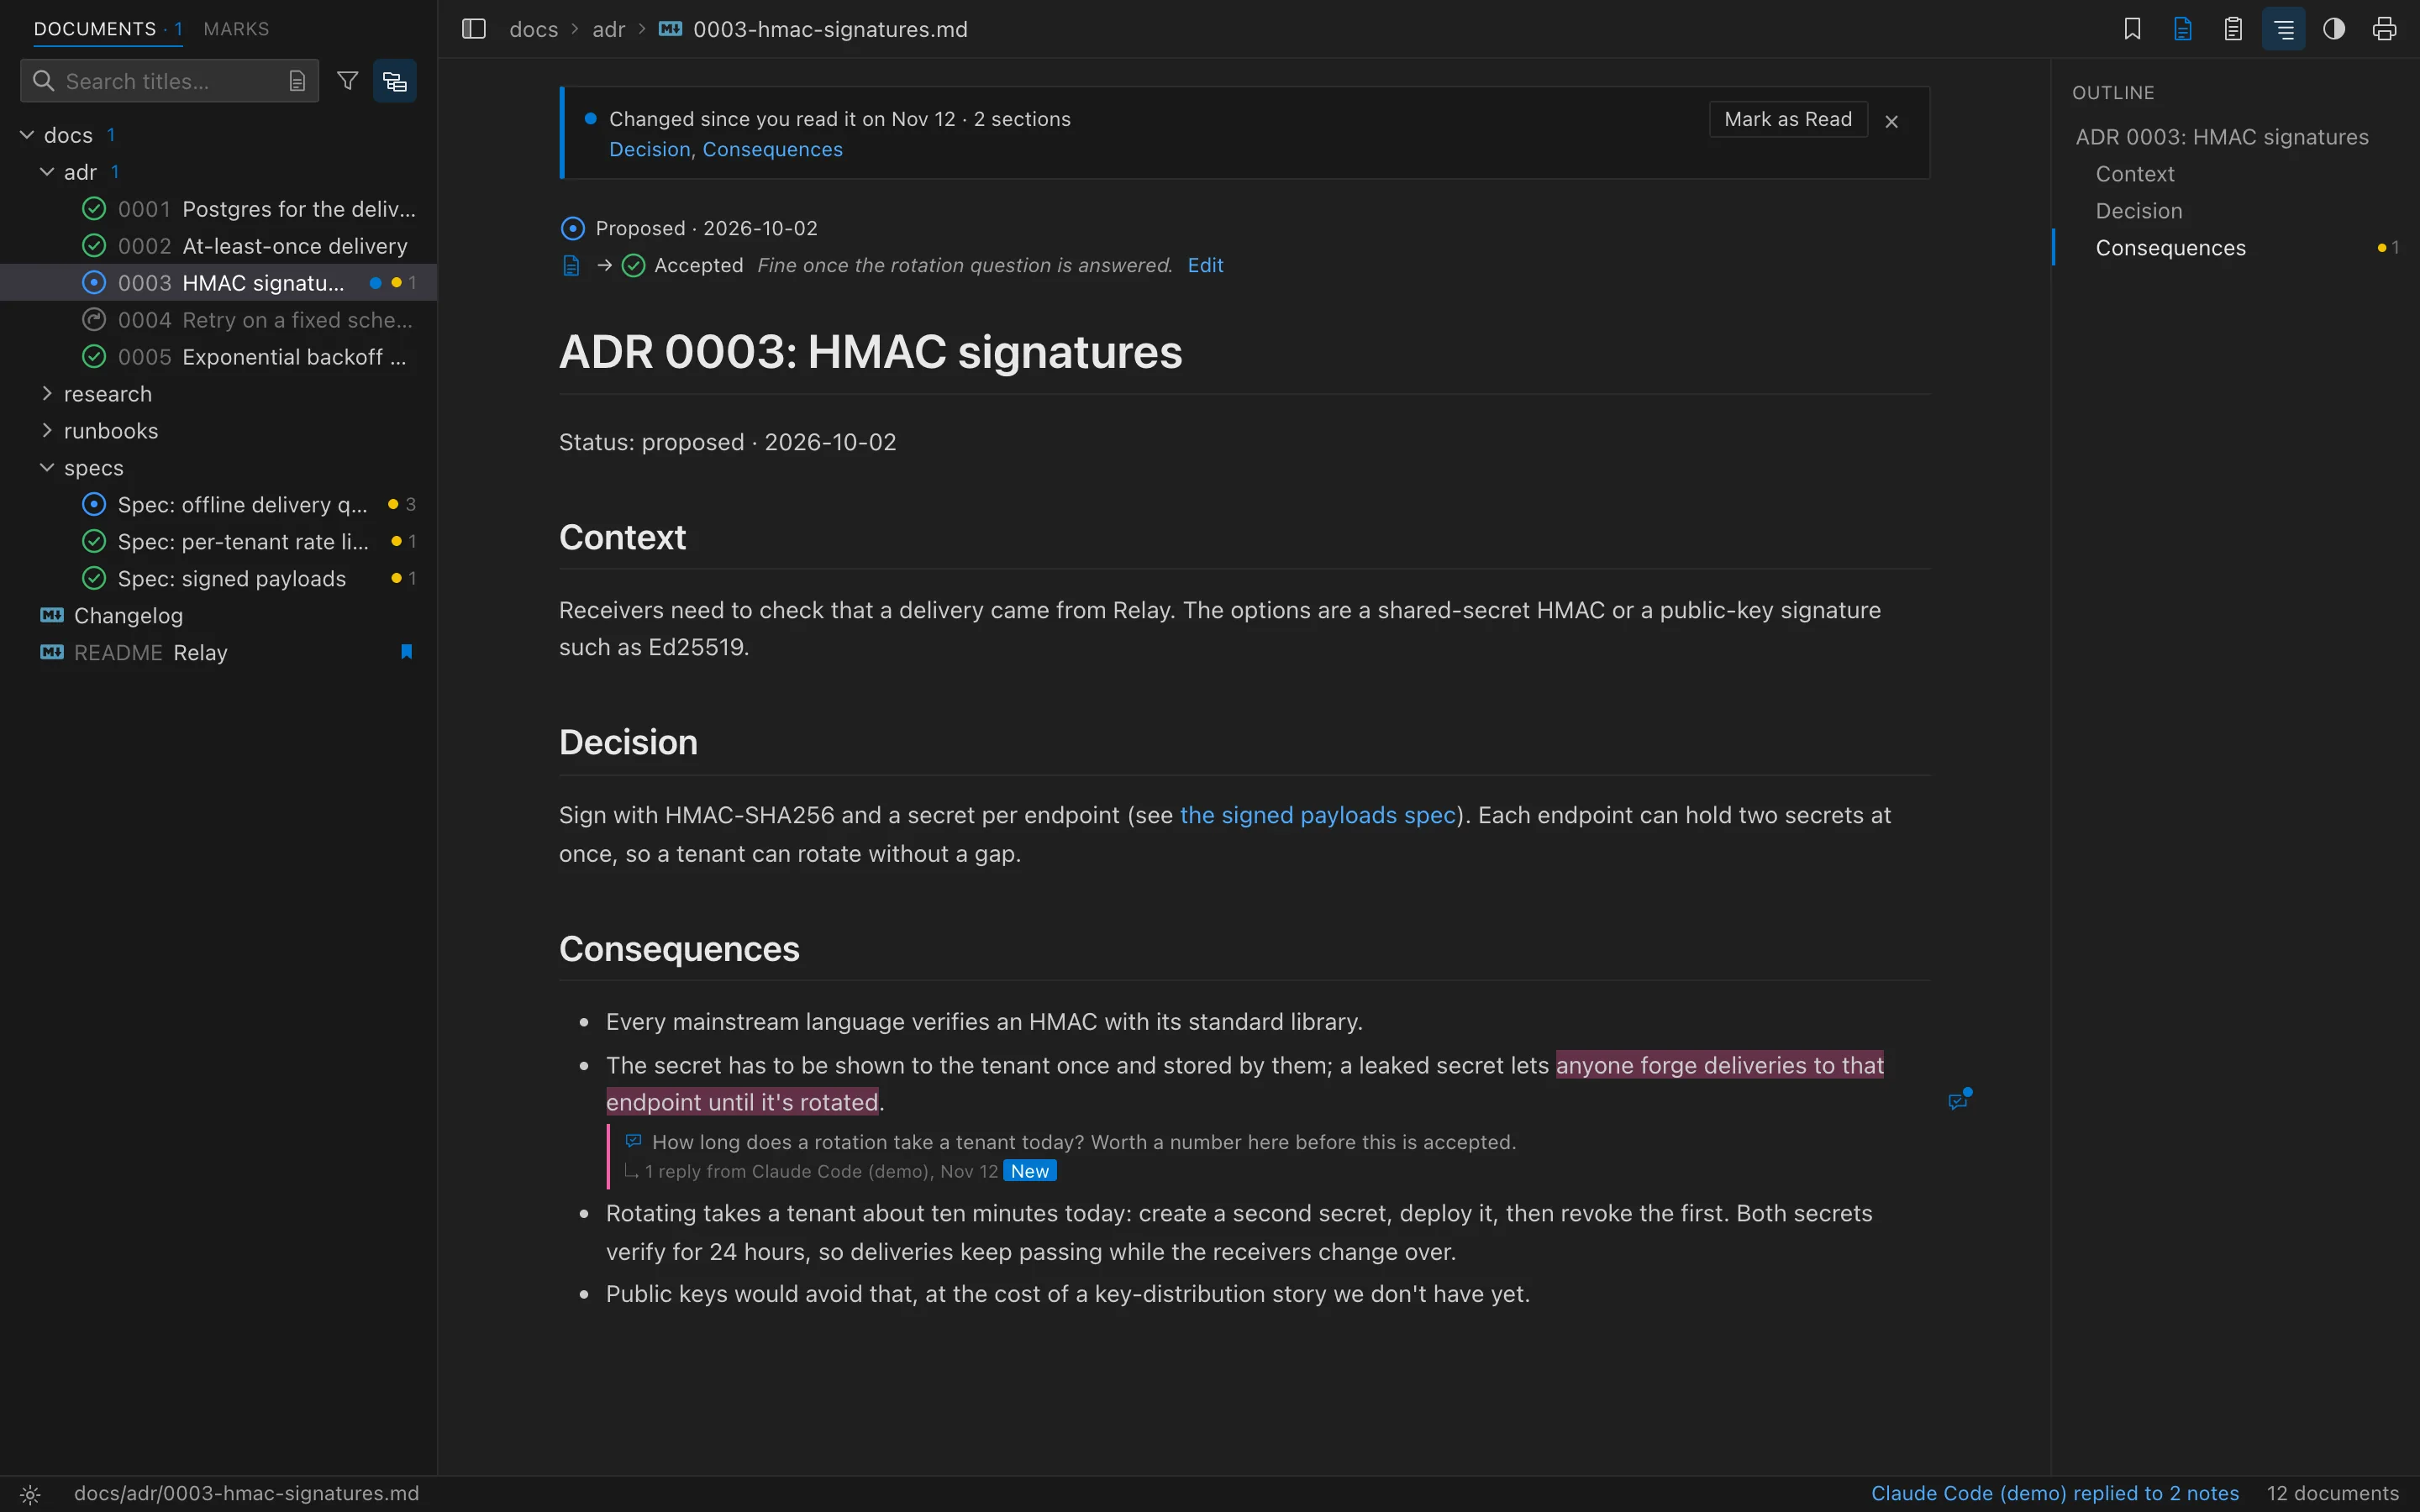 DOCUMENTS · 1 MARKS
Search titles...
docs 1
adr 1
0001 Postgres for the deliv...
0002 At-least-once delivery
0003 HMAC signatu... 1
0004 Retry on a fixed sche...
0005 Exponential backoff ...
research
runbooks
specs
Spec: offline delivery q... 3
Spec: per-tenant rate li... 1
Spec: signed payloads 1
Changelog
README Relay
docs > adr > 0003-hmac-signatures.md
Changed since you read it on Nov 12 · 2 sections
Decision, Consequences
Mark as Read
Proposed · 2026-10-02
→ Accepted Fine once the rotation question is answered. Edit
ADR 0003: HMAC signatures
Status: proposed · 2026-10-02
Context
Receivers need to check that a delivery came from Relay. The options are a shared-secret HMAC or a public-key signature
such as Ed25519.
Decision
Sign with HMAC-SHA256 and a secret per endpoint (see the signed payloads spec). Each endpoint can hold two secrets at
once, so a tenant can rotate without a gap.
Consequences
• Every mainstream language verifies an HMAC with its standard library.
• The secret has to be shown to the tenant once and stored by them; a leaked secret lets anyone forge deliveries to that
endpoint until it's rotated.
How long does a rotation take a tenant today? Worth a number here before this is accepted.
1 reply from Claude Code (demo), Nov 12 New
• Rotating takes a tenant about ten minutes today: create a second secret, deploy it, then revoke the first. Both secrets
verify for 24 hours, so deliveries keep passing while the receivers change over.
• Public keys would avoid that, at the cost of a key-distribution story we don't have yet.
OUTLINE
ADR 0003: HMAC signatures
Context
Decision
Consequences 1
docs/adr/0003-hmac-signatures.md
Claude Code (demo) replied to 2 notes 12 documents